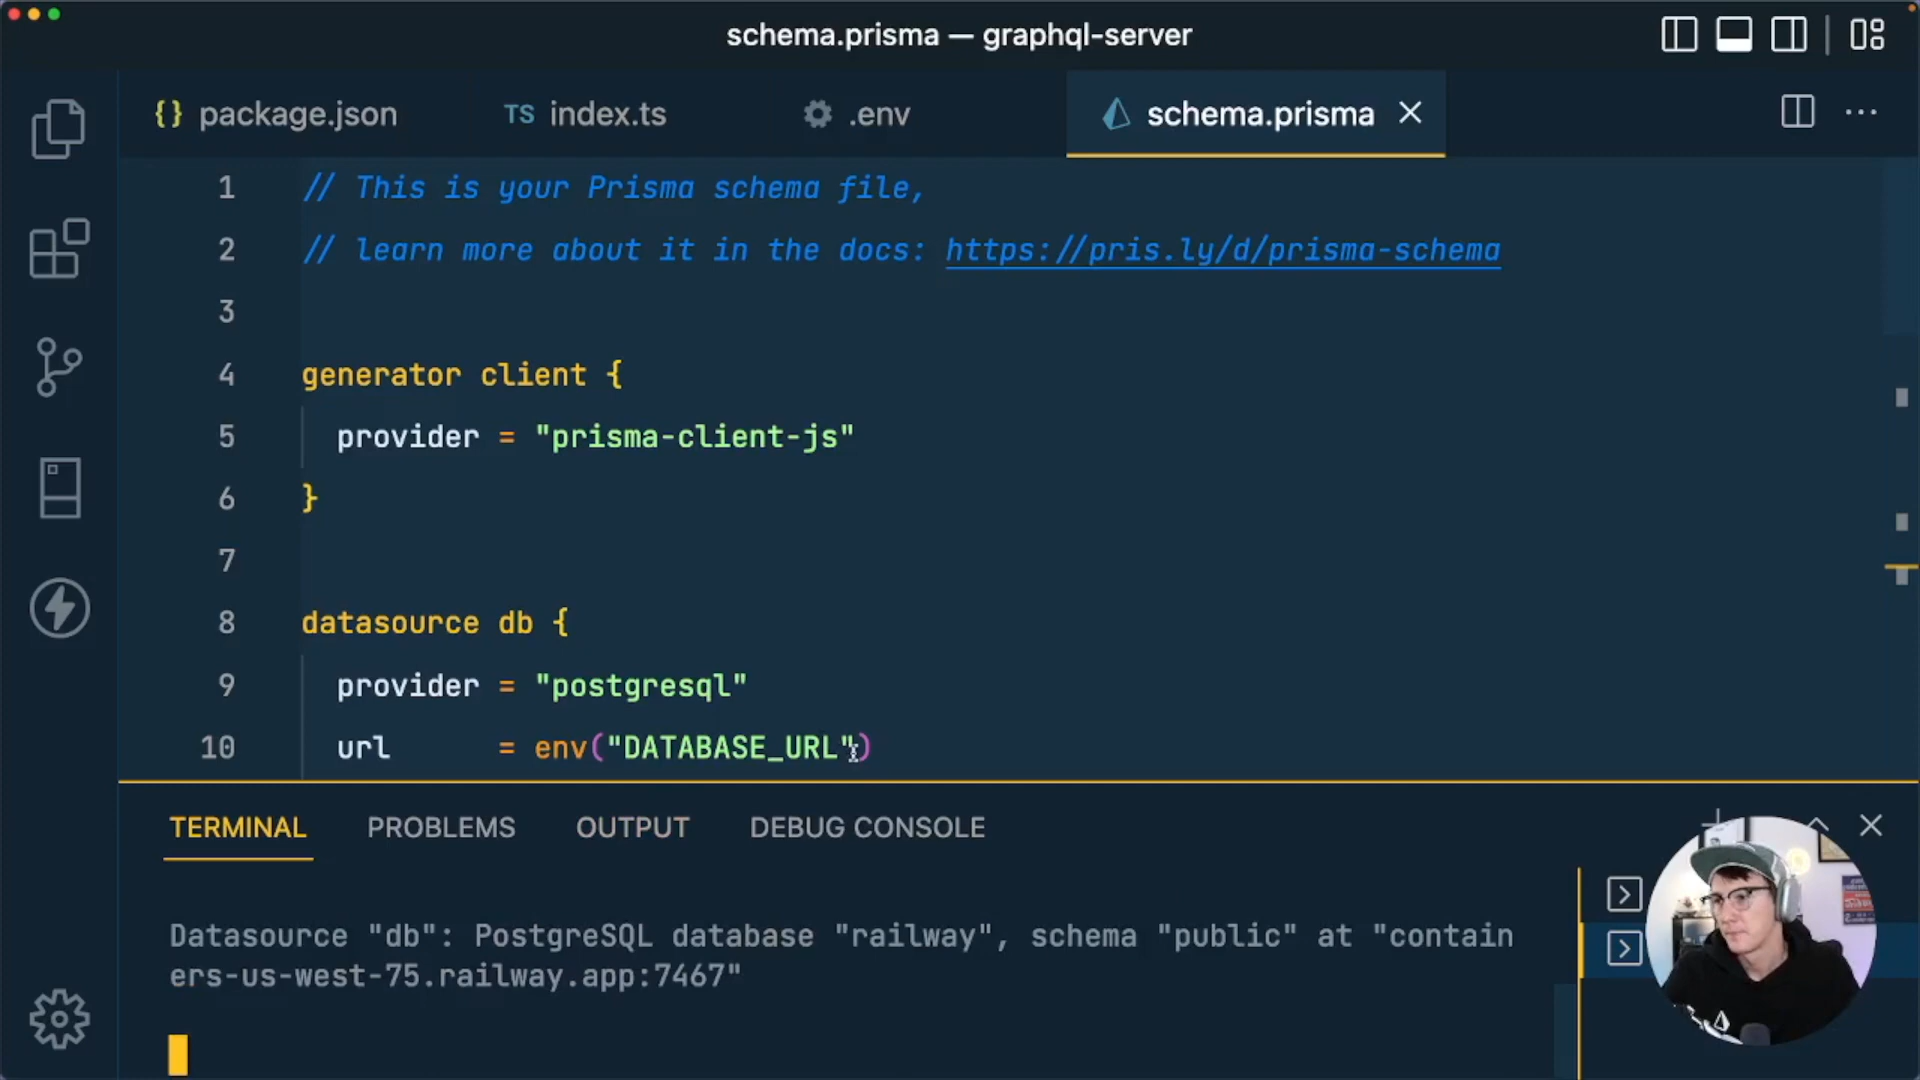 schema.prisma — graphql-server
{} package.json
TS index.ts
.env
schema.prisma
1 // This is your Prisma schema file,
2 // learn more about it in the docs: https://pris.ly/d/prisma-schema
3
4 generator client {
5 provider = "prisma-client-js"
6 }
7
8 datasource db {
9 provider = "postgresql"
10 url = env("DATABASE_URL")
TERMINAL PROBLEMS OUTPUT DEBUG CONSOLE
Datasource "db": PostgreSQL database "railway", schema "public" at "contain
ers-us-west-75.railway.app:7467"